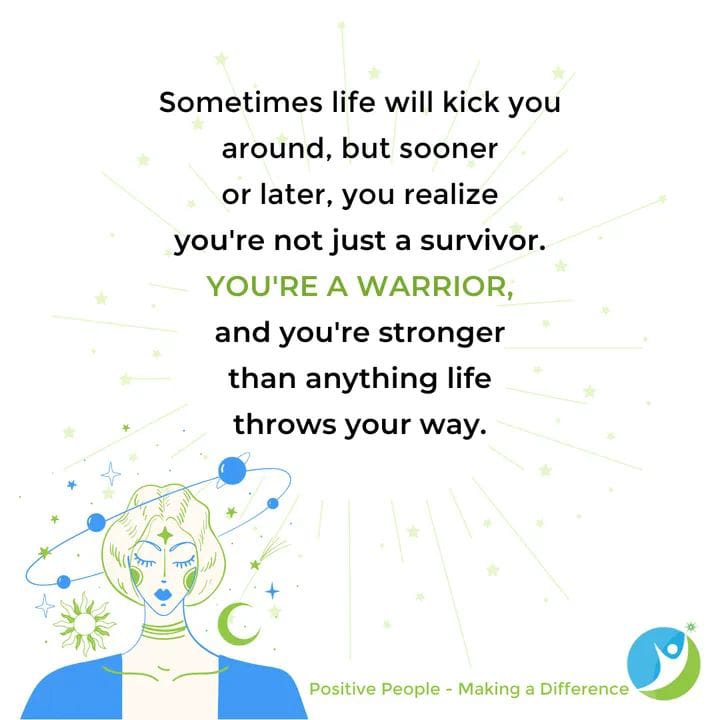 Sometimes life will kick you
around, but sooner
or later, you realize
you're not just a survivor.
YOU'RE A WARRIOR,
and you're stronger
than anything life
throws your way.
Positive People - Making a Difference